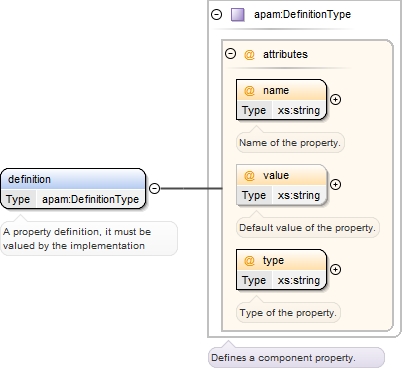 apam:DefinitionType
@ attributes
@ name
Type xs:string
Name of the property.
definition
Type apam:DefinitionType
A property definition, it must be
valued by the implementation
@ value
Type xs:string
Default value of the property.
@ type
Type xs:string
Type of the property.
Defines a component property.